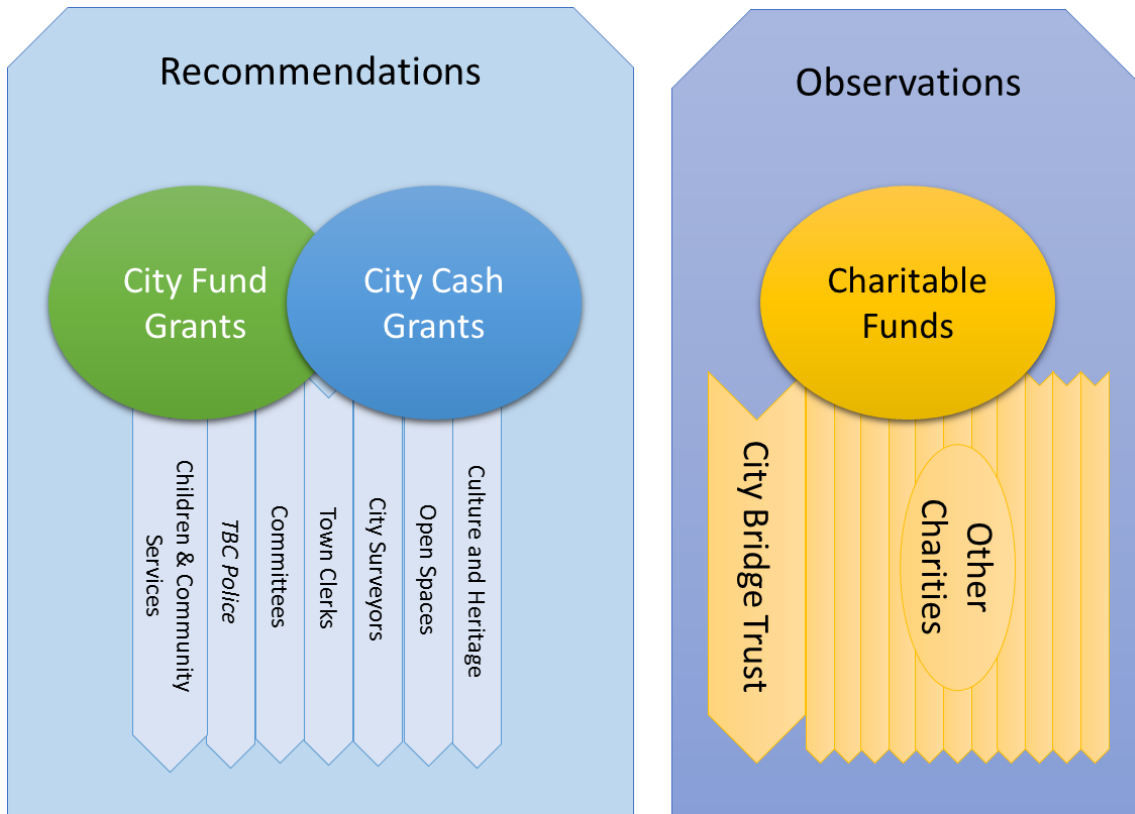 Recommendations
City Fund
Grants
City Cash
Grants
Children & Community
Services
TBC Police
Committees
Town Clerks
City Surveyors
Open Spaces
Culture and Heritage
Observations
Charitable
Funds
City Bridge Trust
Other
Charities